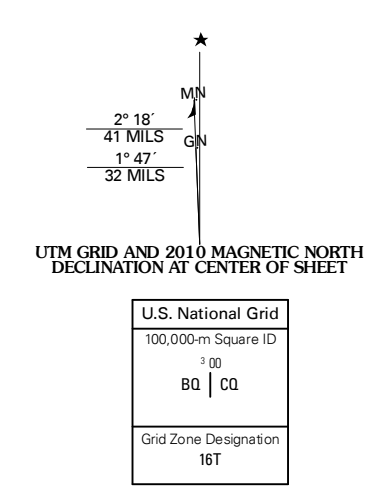 ★
MN
2° 18´
41 MILS
GN
1° 47´
32 MILS
UTM GRID AND 2010 MAGNETIC NORTH
DECLINATION AT CENTER OF SHEET
U.S. National Grid
100,000-m Square ID
3 00
BQ | CQ
Grid Zone Designation
16T